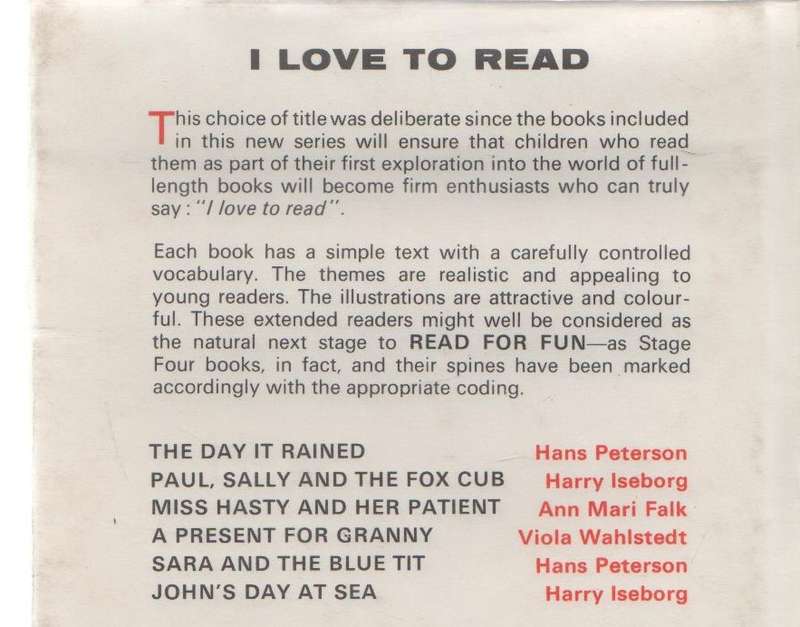 I LOVE TO READ
This choice of title was deliberate since the books included
in this new series will ensure that children who read
them as part of their first exploration into the world of full-
length books will become firm enthusiasts who can truly
say : "I love to read".
Each book has a simple text with a carefully controlled
vocabulary. The themes are realistic and appealing to
young readers. The illustrations are attractive and colour-
ful. These extended readers might well be considered as
the natural next stage to READ FOR FUN—as Stage
Four books, in fact, and their spines have been marked
accordingly with the appropriate coding.
THE DAY IT RAINED Hans Peterson
PAUL, SALLY AND THE FOX CUB Harry Iseborg
MISS HASTY AND HER PATIENT Ann Mari Falk
A PRESENT FOR GRANNY Viola Wahlstedt
SARA AND THE BLUE TIT Hans Peterson
JOHN'S DAY AT SEA Harry Iseborg